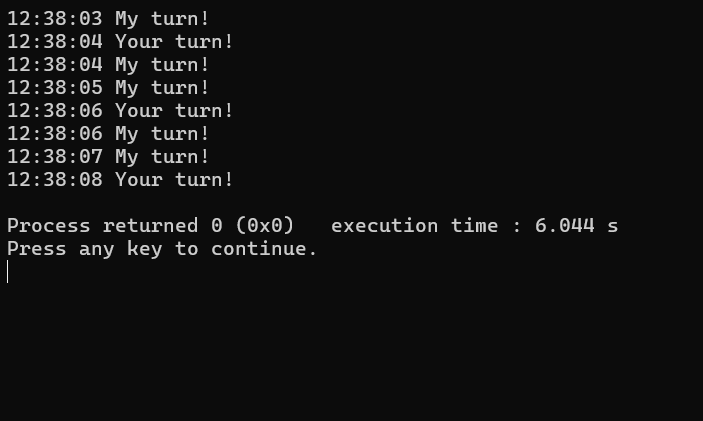 12:38:03 My turn!
12:38:04 Your turn!
12:38:04 My turn!
12:38:05 My turn!
12:38:06 Your turn!
12:38:06 My turn!
12:38:07 My turn!
12:38:08 Your turn!
Process returned 0 (0x0)   execution time : 6.044 s
Press any key to continue.